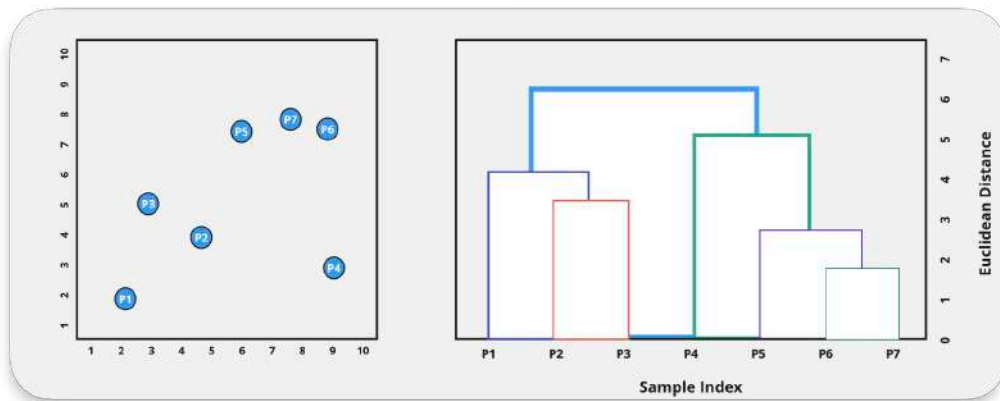 10
9
8
7
6
5
4
3
2
1
P5
P7
P6
P3
P2
P4
P1
1 2 3 4 5 6 7 8 9 10
7
6
5
4
3
2
1
0
Euclidean Distance
P1 P2 P3 P4 P5 P6 P7
Sample Index